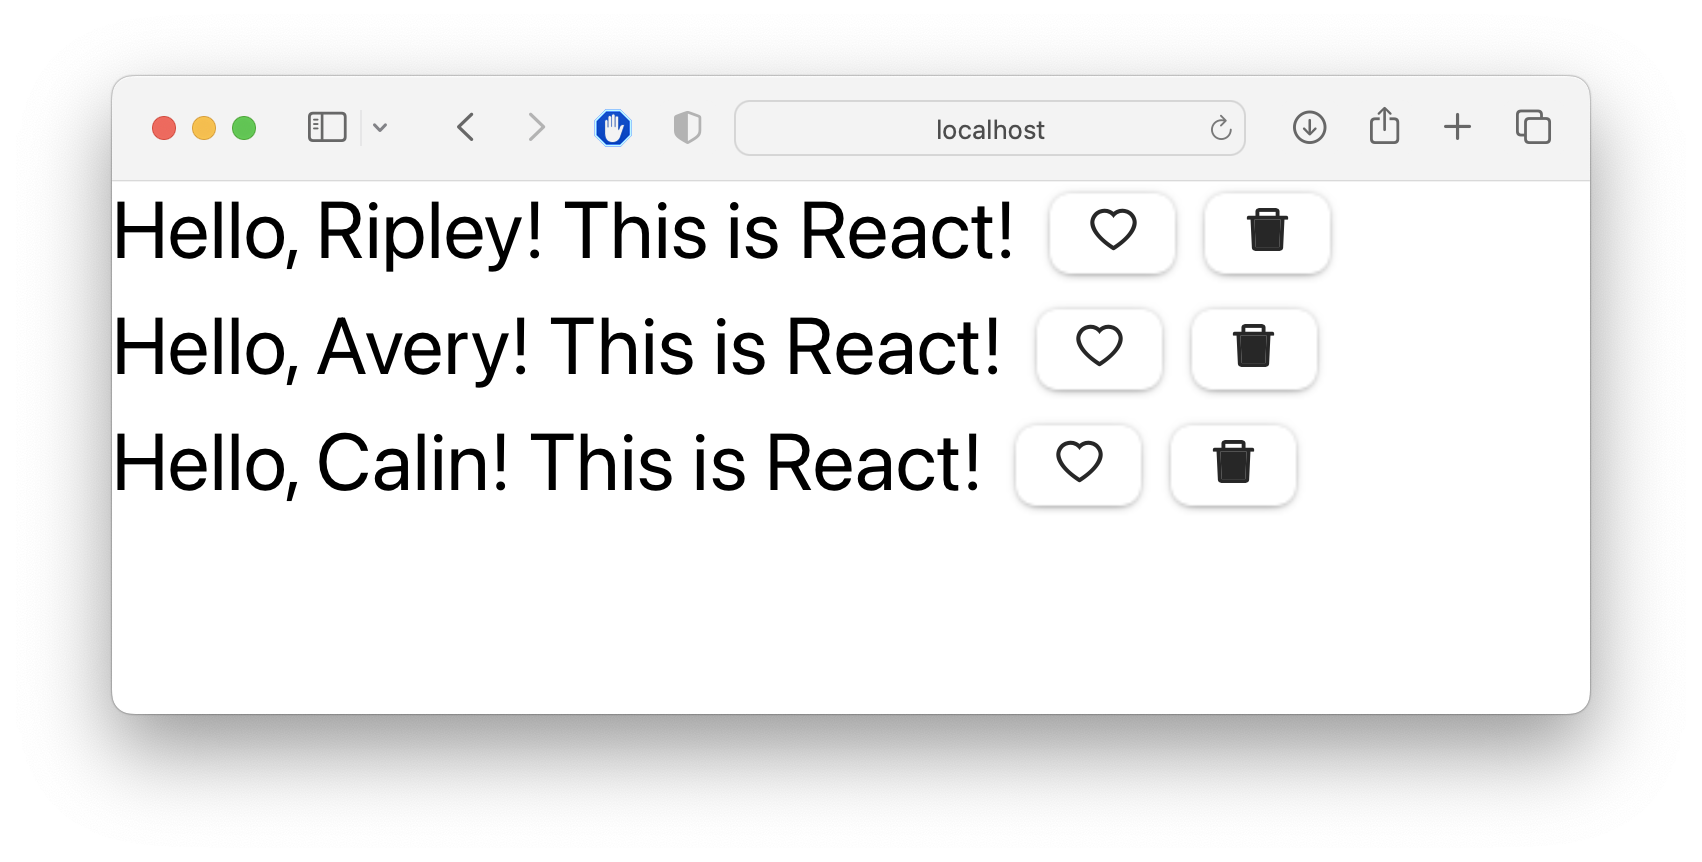 localhost
Hello, Ripley! This is React!
Hello, Avery! This is React!
Hello, Calin! This is React!